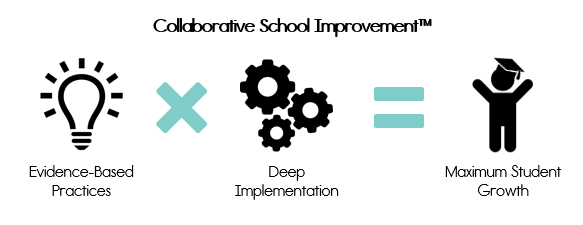 Collaborative School Improvement™
Evidence-Based
Practices
Deep
Implementation
Maximum Student
Growth